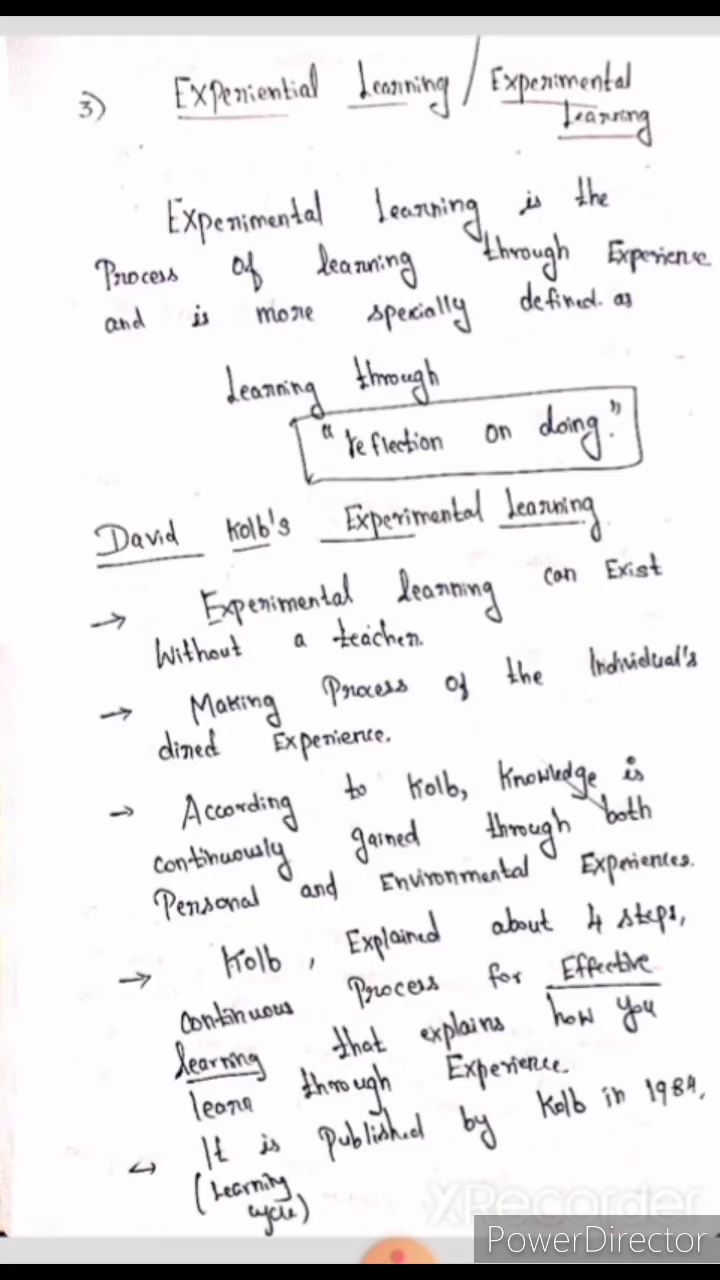 3) Experiential Learning / Experimental
Learning
Experimental learning is the
Process of learning through Experience
and is more specially defined as
Learning through
"reflection on doing."
David Kolb's Experimental Learning
→ Experimental learning can Exist
Without a teacher.
→ Making Process of the Individual's
dired Experience.
→ According to Kolb, Knowledge is
continuously gained through both
Personal and Environmental Experiences.
→ Kolb, Explained about 4 steps,
continuous Process for Effective
learning that explains how you
learn through Experience.
↪ It is Published by Kolb in 1984,
(Learning
cycle)
XRecorder
PowerDirector